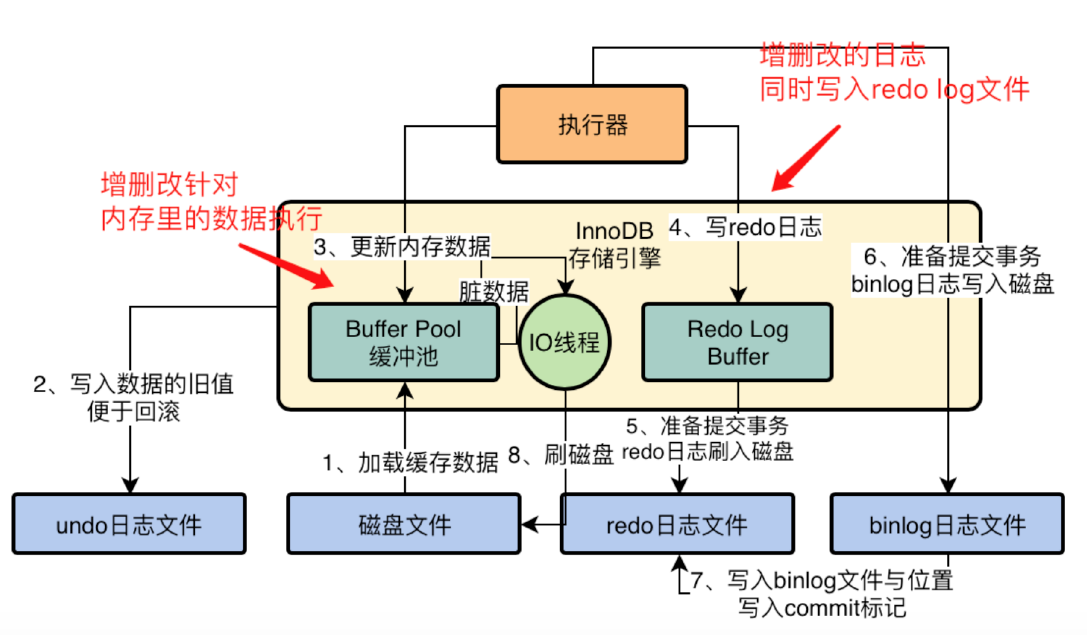 增删改的日志
同时写入redo log文件
执行器
增删改针对
内存里的数据执行
InnoDB
存储引擎
3、更新内存数据
4、写redo日志
6、准备提交事务
binlog日志写入磁盘
脏数据
Buffer Pool
缓冲池
IO线程
Redo Log
Buffer
2、写入数据的旧值
便于回滚
1、加载缓存数据
8、刷磁盘
5、准备提交事务
redo日志刷入磁盘
undo日志文件
磁盘文件
redo日志文件
binlog日志文件
7、写入binlog文件与位置
写入commit标记